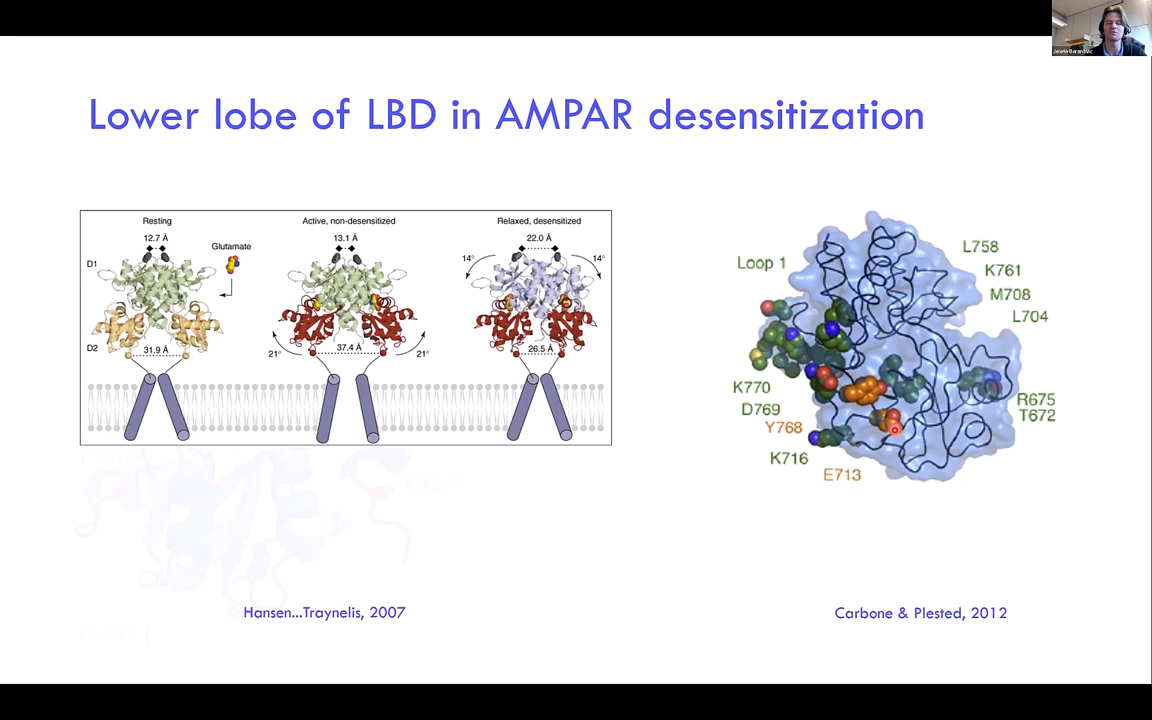 Jelena Baranovic
Lower lobe of LBD in AMPAR desensitization
Resting
Active, non-desensitized
Relaxed, desensitized
12.7 Å
13.1 Å
22.0 Å
Glutamate
14°
14°
D1
D2
31.9 Å
21°
37.4 Å
21°
26.5 Å
Loop 1
L758
K761
M708
L704
K770
D769
Y768
K716
E713
R675
T672
Hansen...Traynelis, 2007
Carbone & Plested, 2012